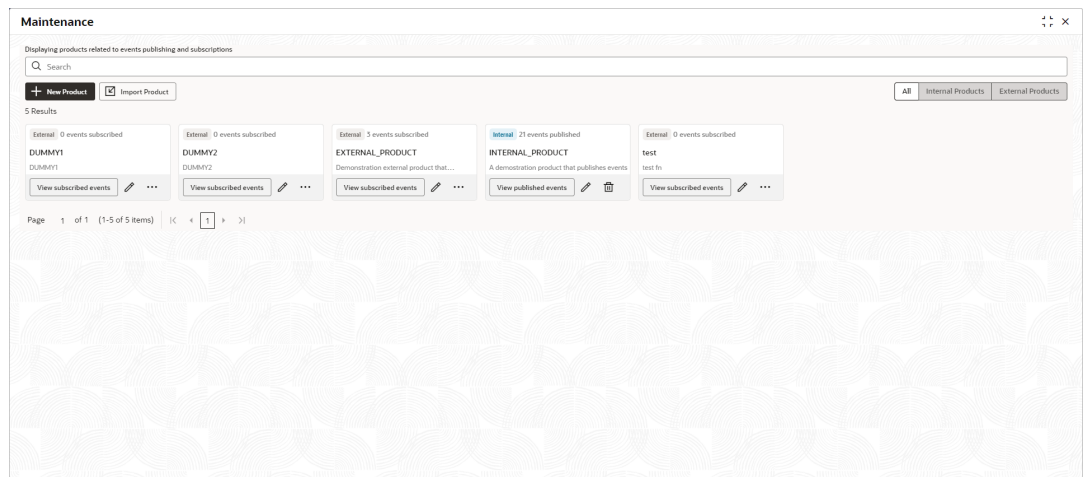 Maintenance
Displaying products related to events publishing and subscriptions
Search
New Product Import Product All Internal Products External Products
5 Results
External 0 events subscribed
DUMMY1
DUMMY1
View subscribed events
External 0 events subscribed
DUMMY2
DUMMY2
View subscribed events
External 3 events subscribed
EXTERNAL_PRODUCT
Demonstration external product that...
View subscribed events
Internal 21 events published
INTERNAL_PRODUCT
A demostration product that publishes events
View published events
External 0 events subscribed
test
test fn
View subscribed events
Page 1 of 1 (1-5 of 5 items) 1